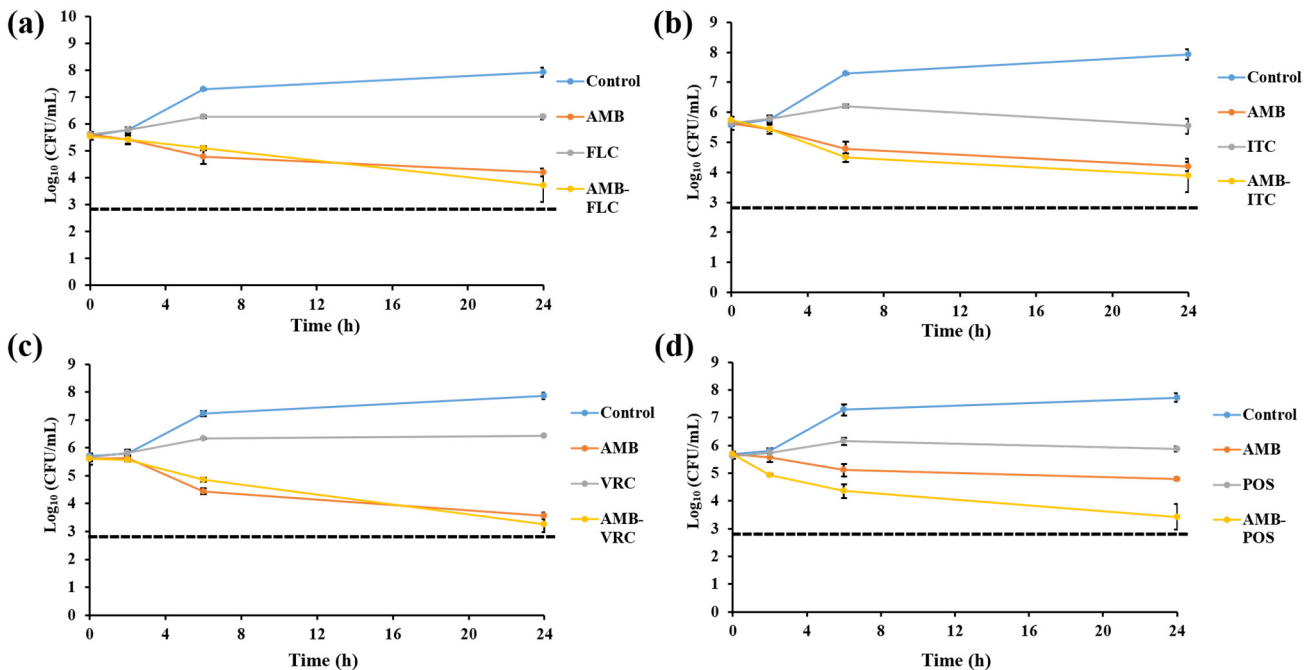 (a)
10
9
8
7
6
5
4
3
2
1
0
Log10 (CFU/mL)
0 4 8 12 16 20 24
Time (h)
Control
AMB
FLC
AMB-
FLC
(b)
9
8
7
6
5
4
3
2
1
0
Log10 (CFU/mL)
0 4 8 12 16 20 24
Time (h)
Control
AMB
ITC
AMB-
ITC
(c)
9
8
7
6
5
4
3
2
1
0
Log10 (CFU/mL)
0 4 8 12 16 20 24
Time (h)
Control
AMB
VRC
AMB-
VRC
(d)
9
8
7
6
5
4
3
2
1
0
Log10 (CFU/mL)
0 4 8 12 16 20 24
Time (h)
Control
AMB
POS
AMB-
POS